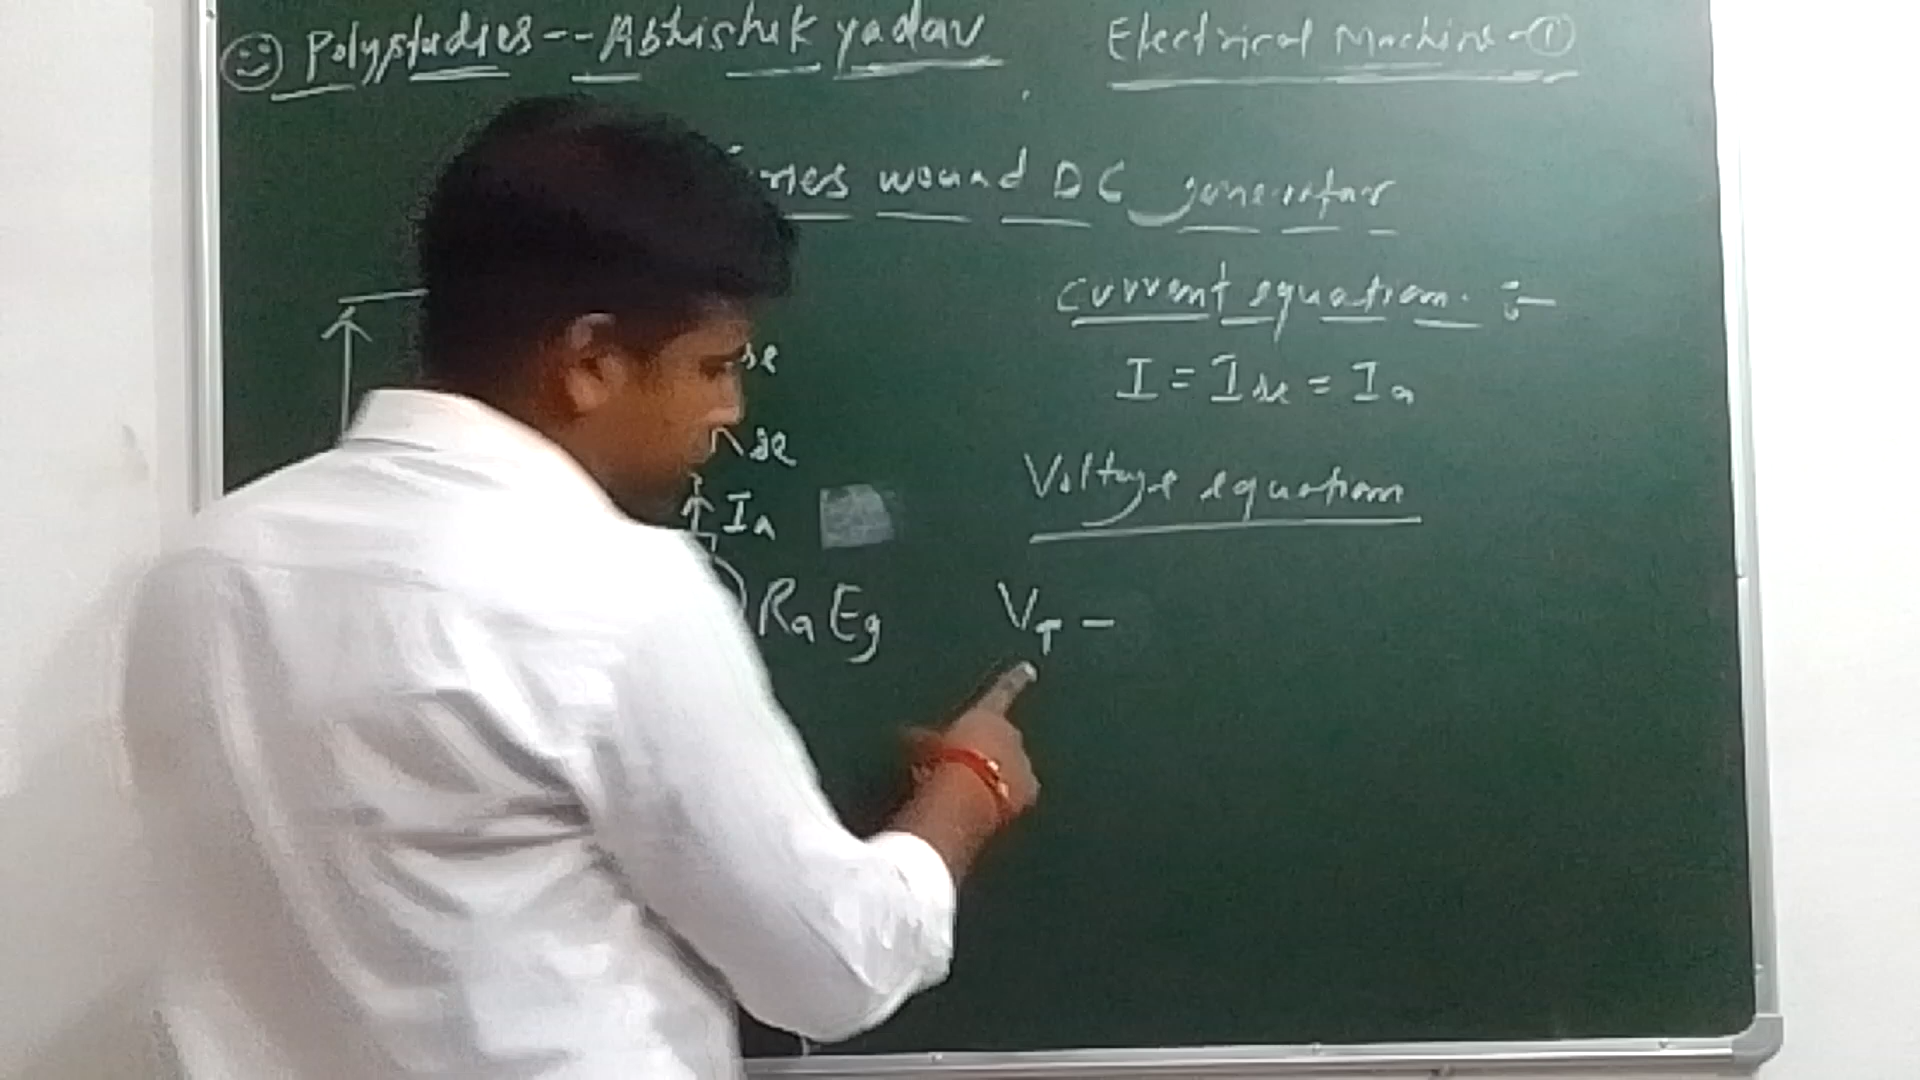 Polystudies -- Abhishek yadav
Electrical Machine-①
ries wound DC generator
Current equation :-
I = Ise = Ia
Voltage equation
se
se
Ia
Ra Eg
VT -